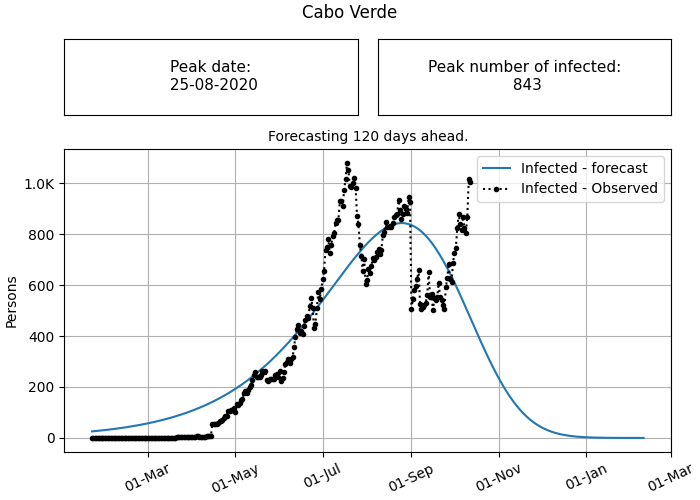 Cabo Verde
Peak date:
25-08-2020
Peak number of infected:
843
Forecasting 120 days ahead.
Infected - forecast
Infected - Observed
1.0K
800
600
400
200
0
Persons
01-Mar
01-May
01-Jul
01-Sep
01-Nov
01-Jan
01-Mar